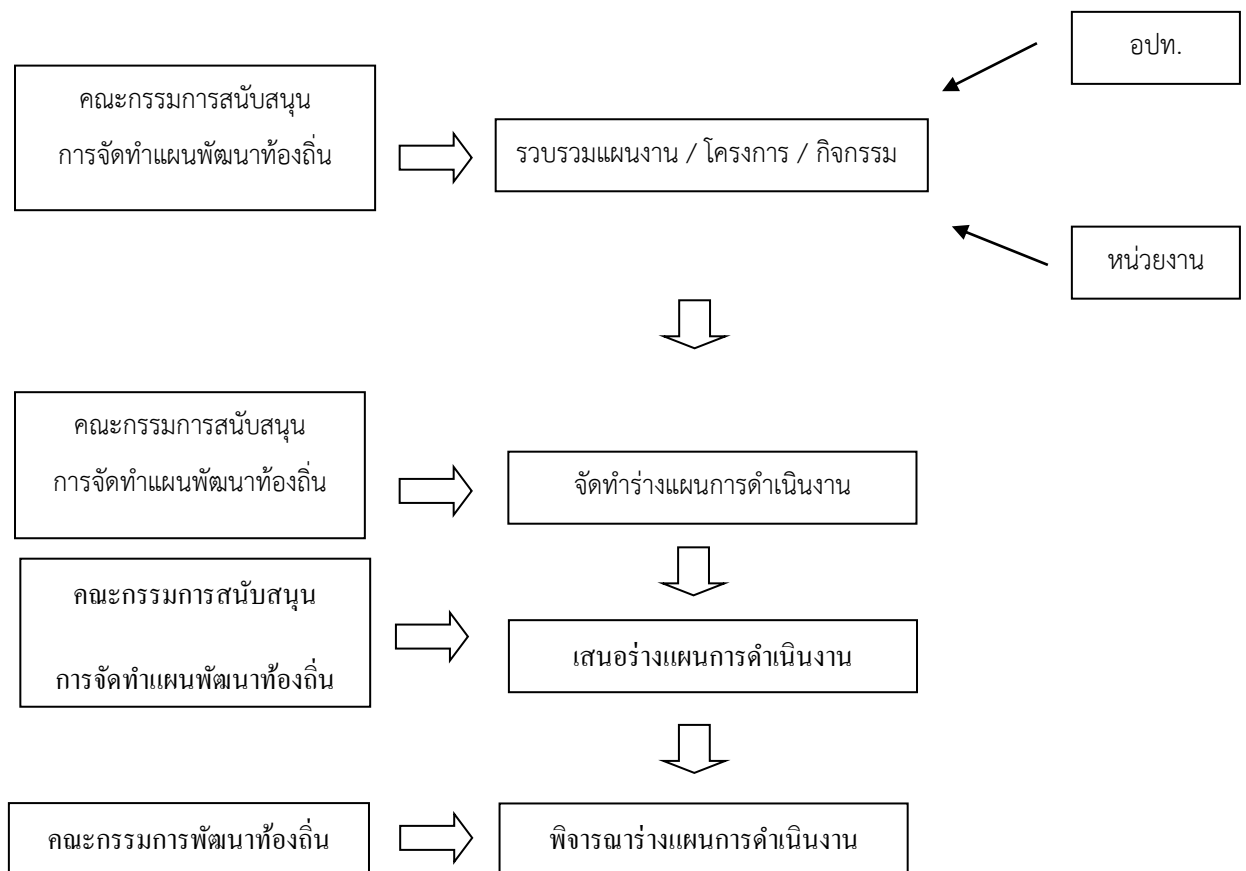 อปท.
คณะกรรมการสนับสนุน
การจัดทำแผนพัฒนาท้องถิ่น
รวบรวมแผนงาน / โครงการ / กิจกรรม
หน่วยงาน
คณะกรรมการสนับสนุน
การจัดทำแผนพัฒนาท้องถิ่น
จัดทำร่างแผนการดำเนินงาน
คณะกรรมการสนับสนุน
การจัดทำแผนพัฒนาท้องถิ่น
เสนอร่างแผนการดำเนินงาน
คณะกรรมการพัฒนาท้องถิ่น
พิจารณาร่างแผนการดำเนินงาน